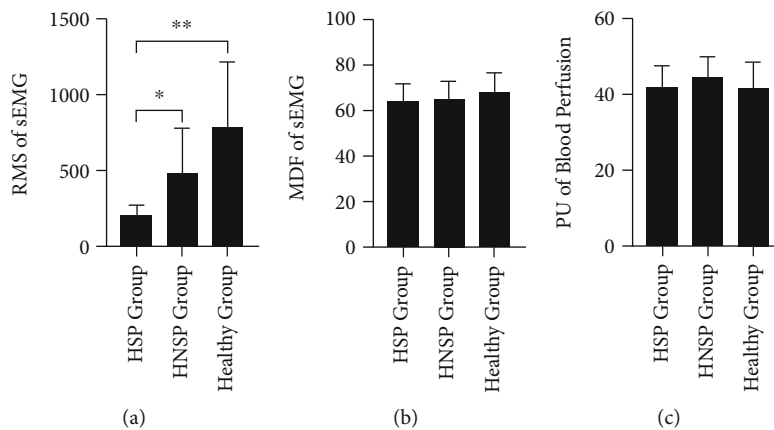 RMS of sEMG
1500
1000
500
0
**
*
HSP Group
HNSP Group
Healthy Group
(a)
MDF of sEMG
100
80
60
40
20
0
HSP Group
HNSP Group
Healthy Group
(b)
PU of Blood Perfusion
60
40
20
0
HSP Group
HNSP Group
Healthy Group
(c)